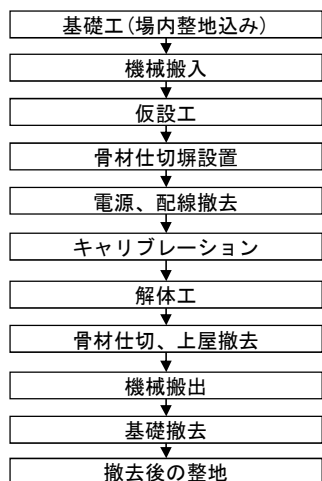 基礎工(場内整地込み)
機械搬入
仮設工
骨材仕切塀設置
電源、配線撤去
キャリブレーション
解体工
骨材仕切、上屋撤去
機械搬出
基礎撤去
撤去後の整地